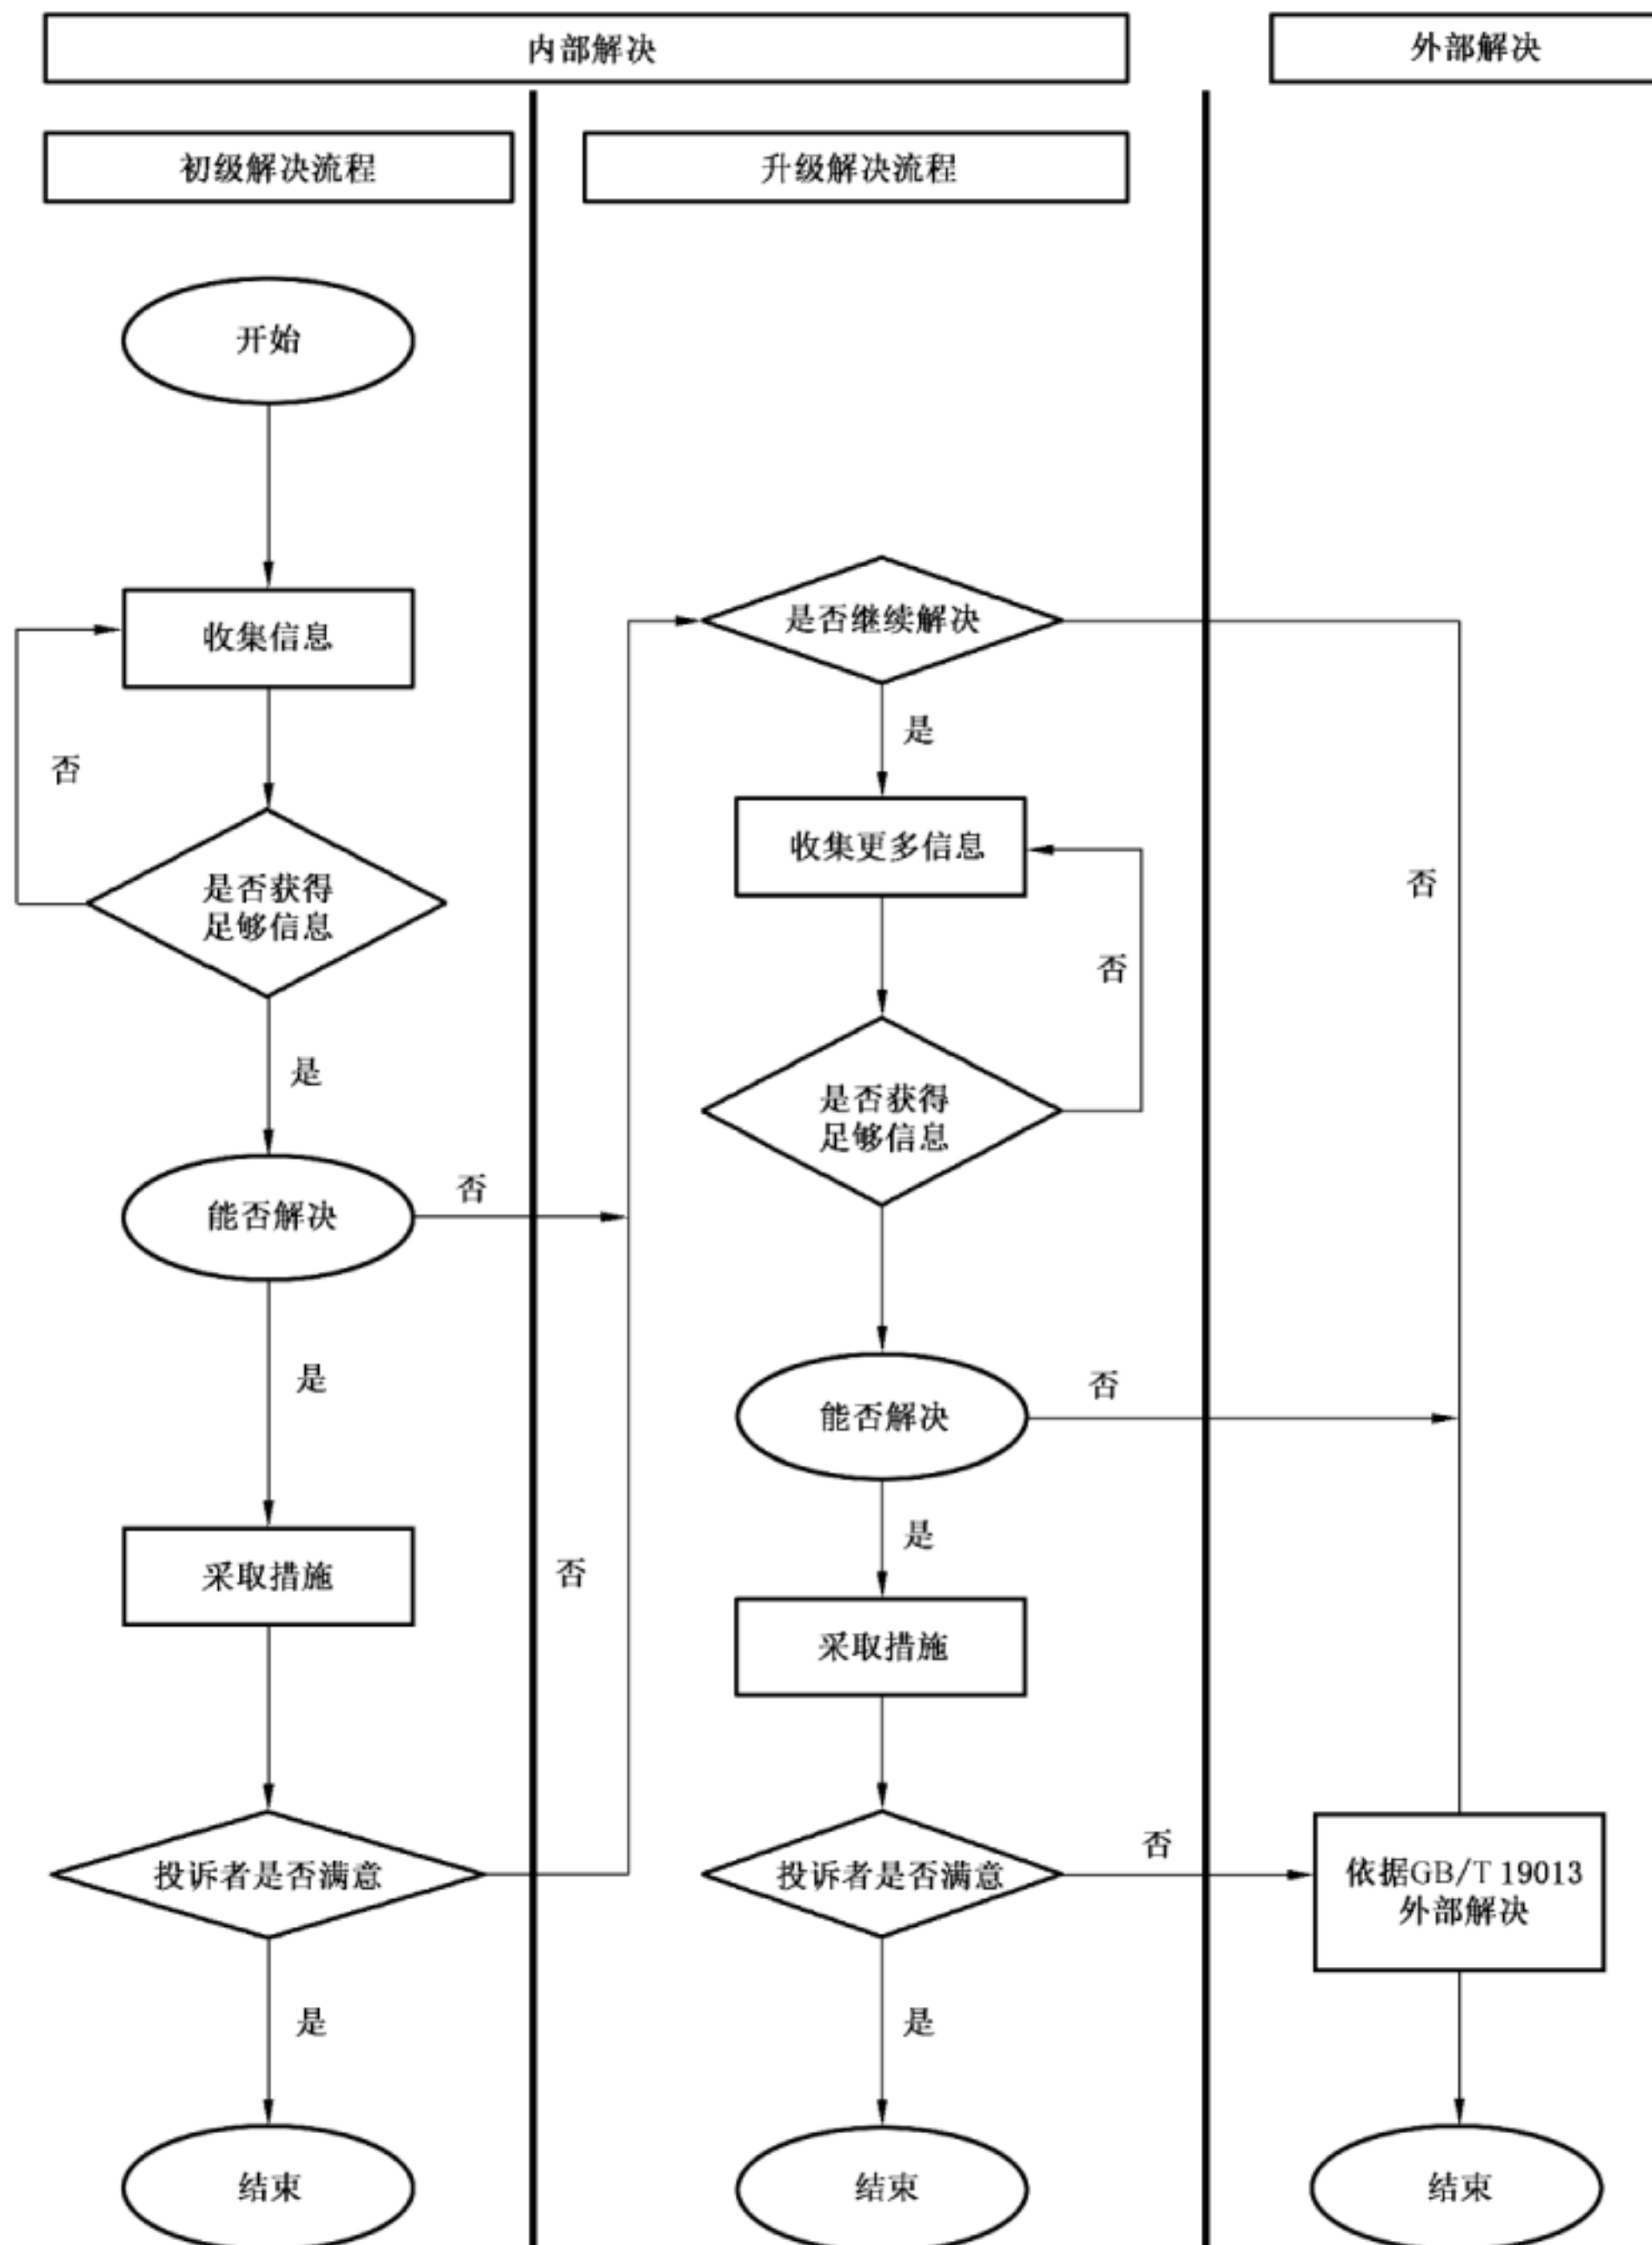 内部解决
外部解决
初级解决流程
升级解决流程
开始
收集信息
否
是否获得
足够信息
是
能否解决
否
是
采取措施
否
投诉者是否满意
是
结束
是否继续解决
是
否
收集更多信息
否
是否获得
足够信息
能否解决
否
是
采取措施
投诉者是否满意
否
是
结束
依据GB/T 19013
外部解决
结束